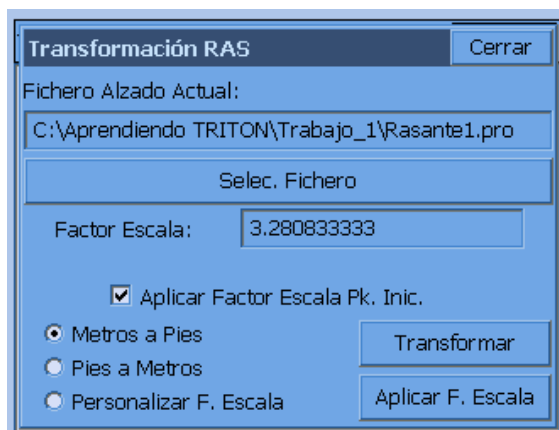 Transformación RAS Cerrar
Fichero Alzado Actual:
C:\Aprendiendo TRITON\Trabajo_1\Rasante1.pro
Selec. Fichero
Factor Escala: 3.280833333
Aplicar Factor Escala Pk. Inic.
Metros a Pies
Transformar
Pies a Metros
Personalizar F. Escala
Aplicar F. Escala